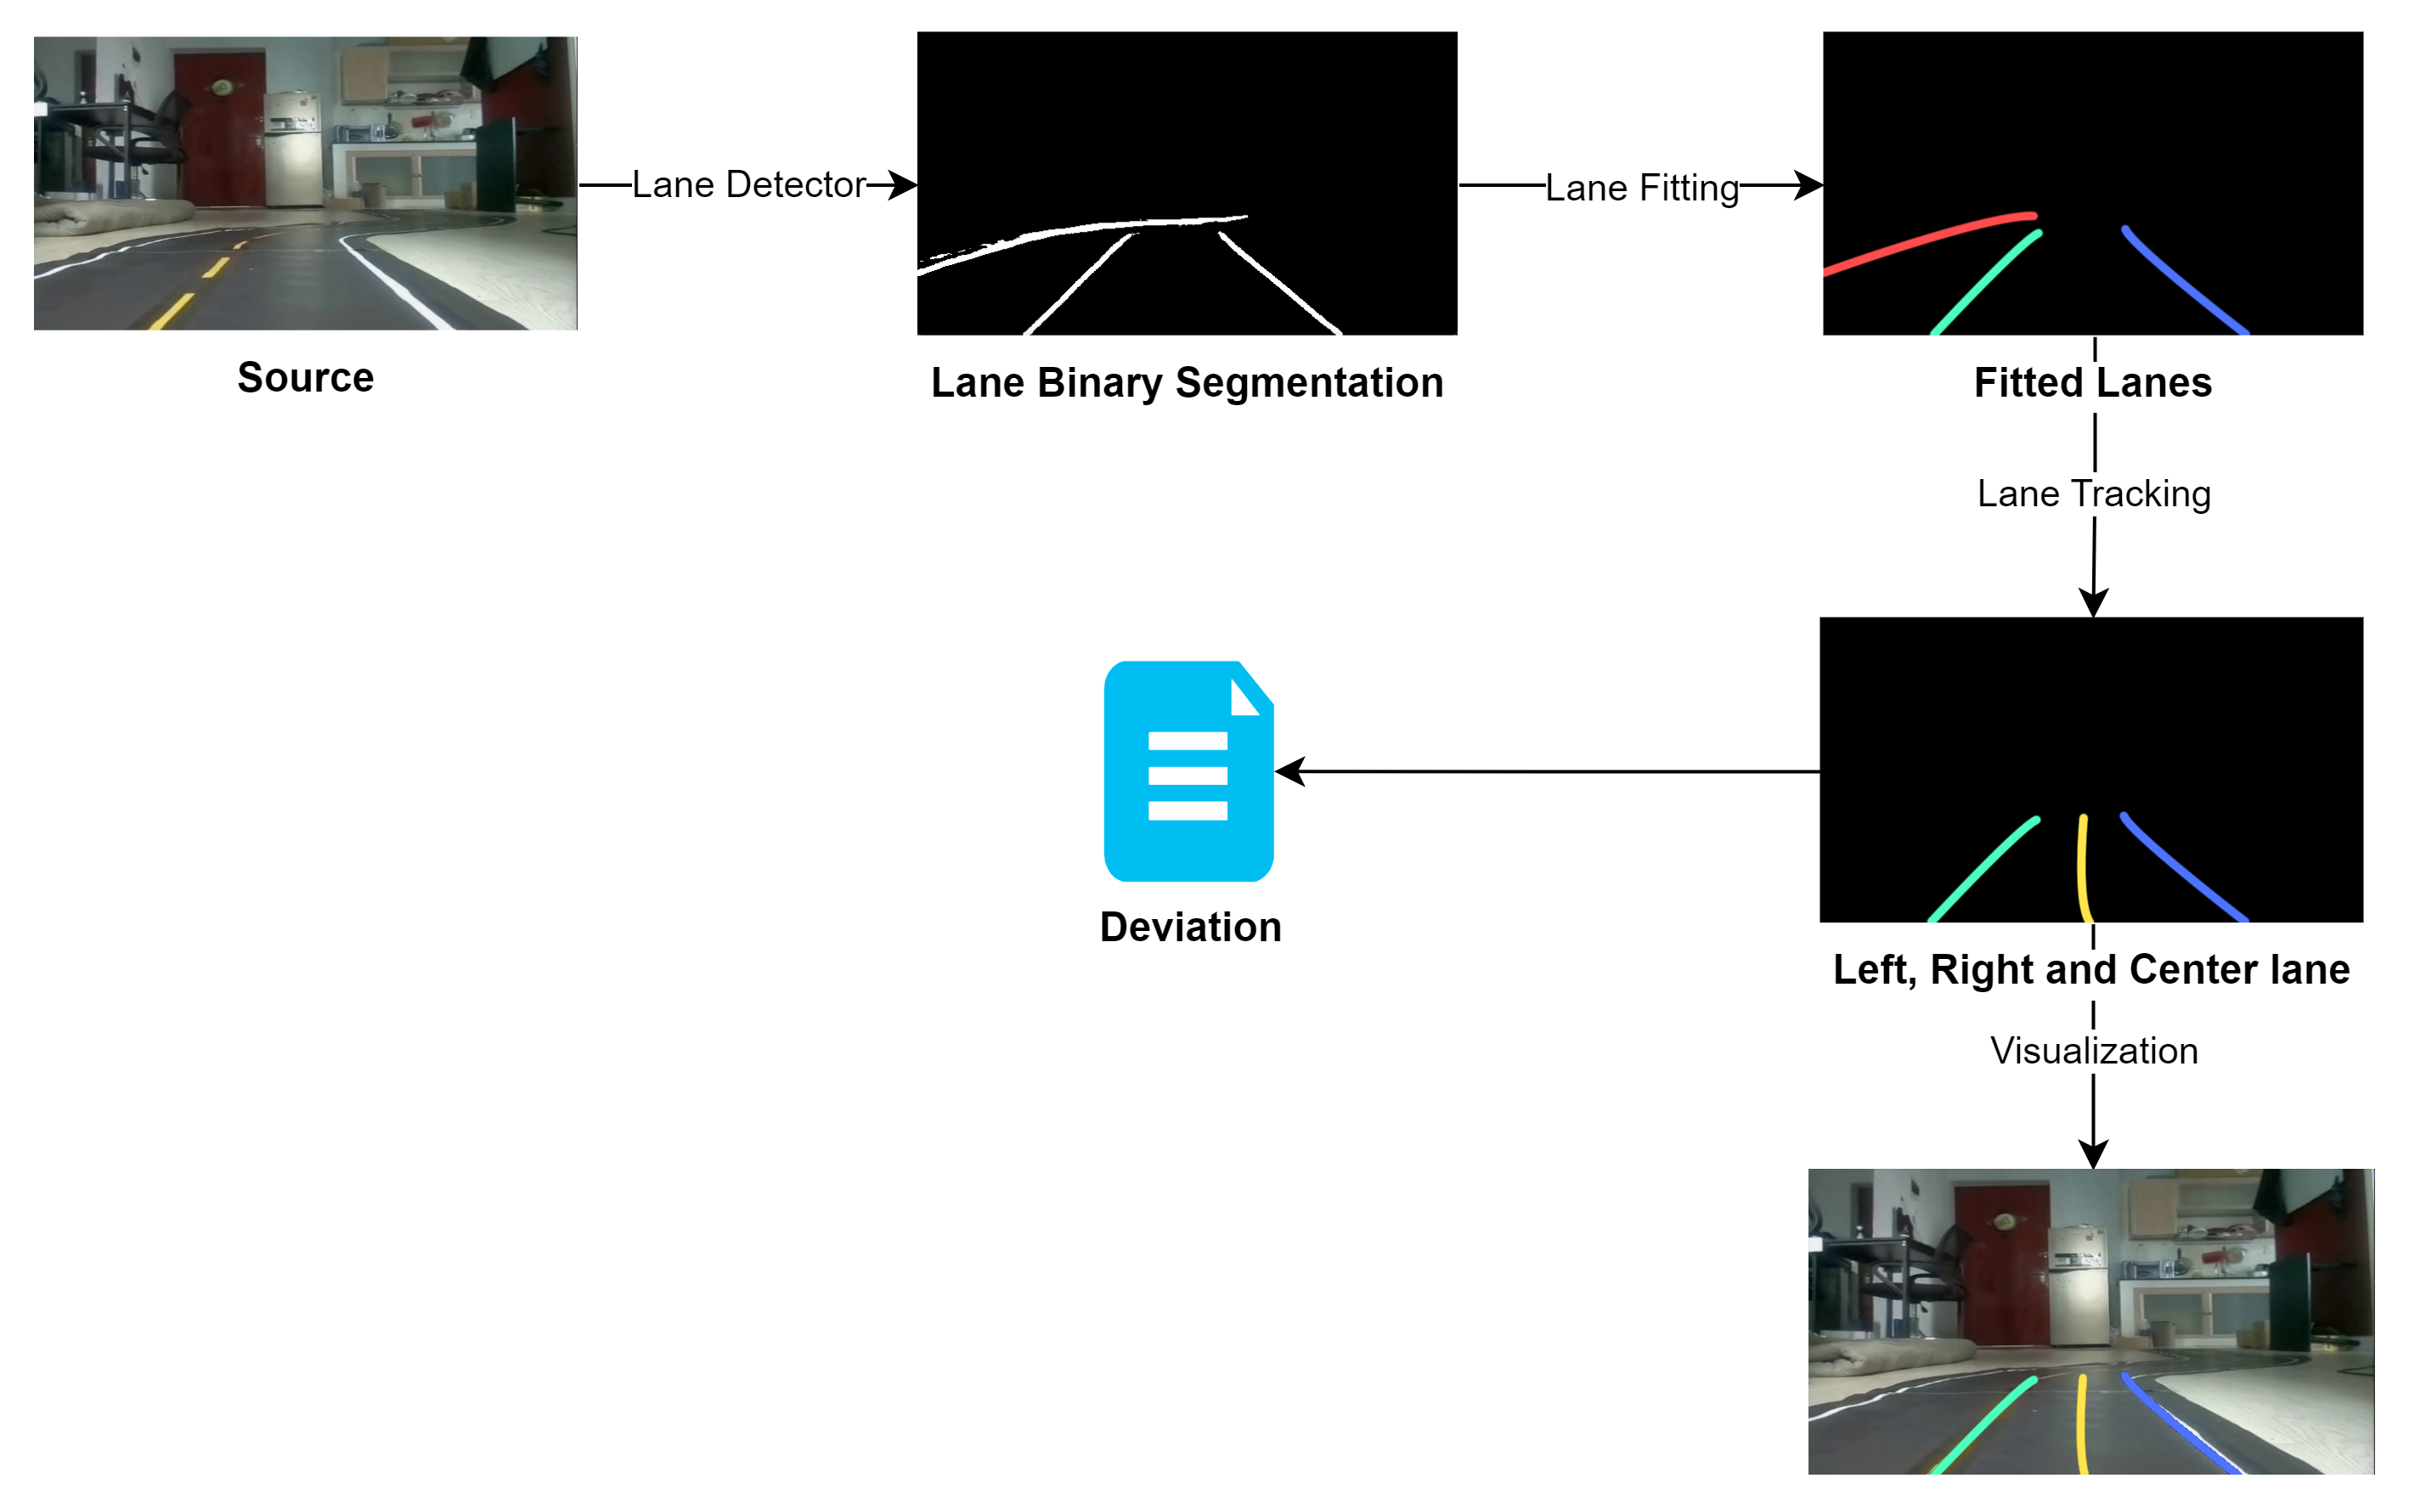 Lane Detector
Lane Fitting
Source
Lane Binary Segmentation
Fitted Lanes
Lane Tracking
Deviation
Left, Right and Center lane
Visualization